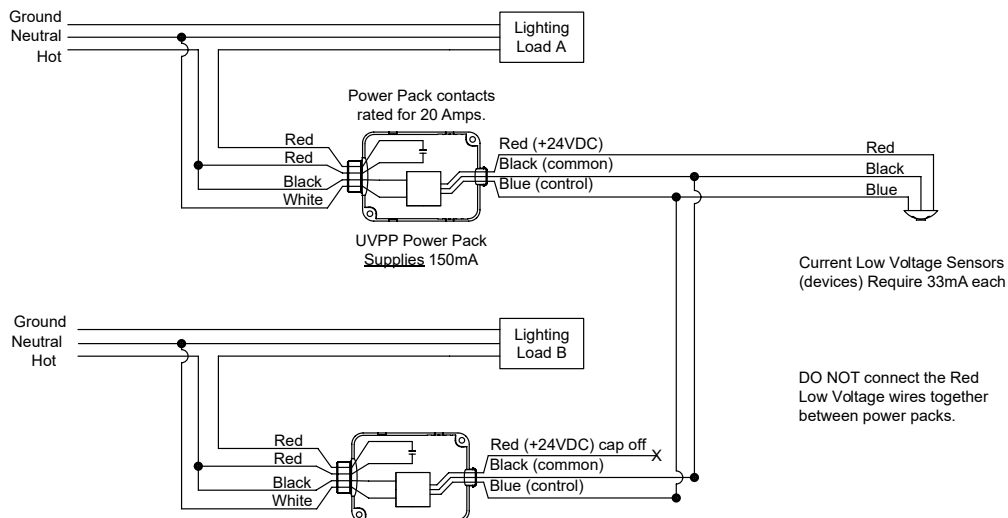 Ground
Neutral
Hot
Lighting
Load A
Power Pack contacts
rated for 20 Amps.
Red
Red
Black
White
Red (+24VDC)
Black (common)
Blue (control)
Red
Black
Blue
UVPP Power Pack
Supplies 150mA
Current Low Voltage Sensors
(devices) Require 33mA each
Ground
Neutral
Hot
Lighting
Load B
DO NOT connect the Red
Low Voltage wires together
between power packs.
Red
Red
Black
White
Red (+24VDC) cap off
X
Black (common)
Blue (control)